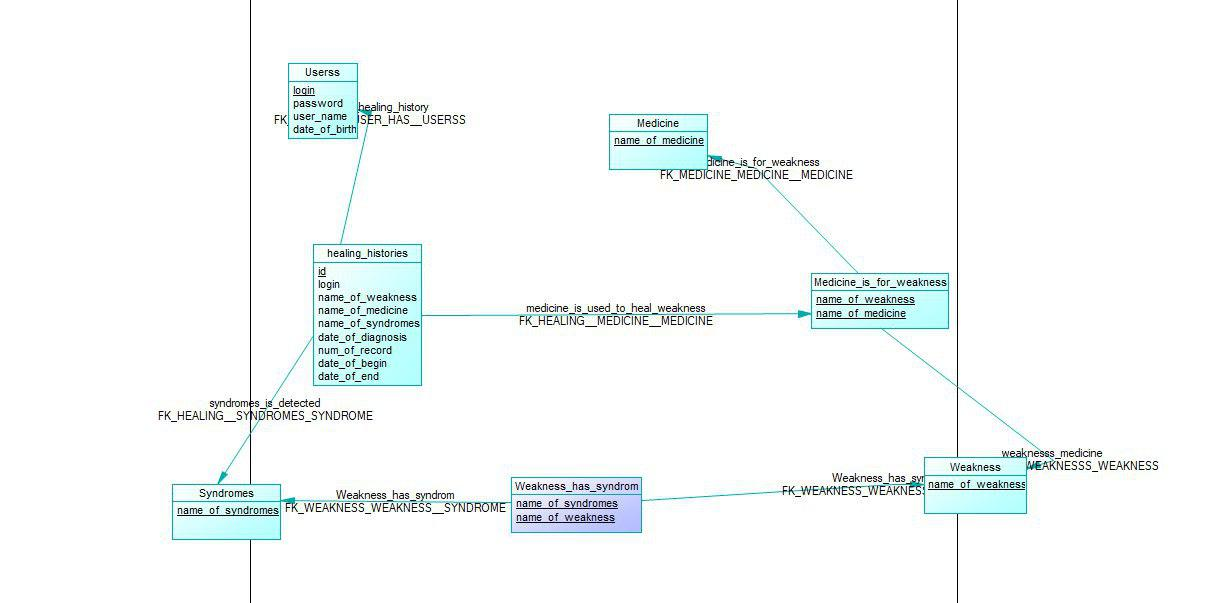 Userss
login
password
user_name
date_of_birth
healing_history
FK
USER_HAS__USERSS
Medicine
name_of_medicine
dicine_is_for_weakness
FK_MEDICINE_MEDICINE__MEDICINE
healing_histories
id
login
name_of_weakness
name_of_medicine
name_of_syndromes
date_of_diagnosis
num_of_record
date_of_begin
date_of_end
medicine_is_used_to_heal_weakness
FK_HEALING__MEDICINE__MEDICINE
Medicine_is_for_weakness
name_of_weakness
name_of_medicine
syndromes_is_detected
FK_HEALING__SYNDROMES_SYNDROME
Syndromes
name_of_syndromes
Weakness_has_syndrom
FK_WEAKNESS_WEAKNESS__SYNDROME
Weakness_has_syndrom
name_of_syndromes
name_of_weakness
Weakness_has_syr
FK_WEAKNESS_WEAKNESS
Weakness
name_of_weakness
weaknesss_medicine
WEAKNESSS_WEAKNESS